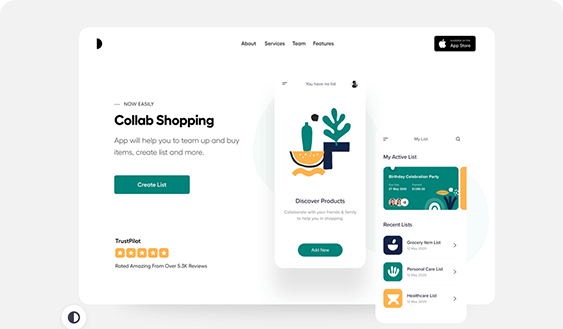 About Services Team Features
App Store
NOW EASILY
Collab Shopping
App will help you to team up and buy
items, create list and more.
Create List
TrustPilot
Rated Amazing From Over 5.3K Reviews
You have no list
Discover Products
Collaborate with your friends & family
to help you in shopping
Add New
My List
My Active List
Birthday Celebration Party
Recent Lists
Grocery Item List
12 May 2020
Personal Care List
12 May 2020
Healthcare List
12 May 2020